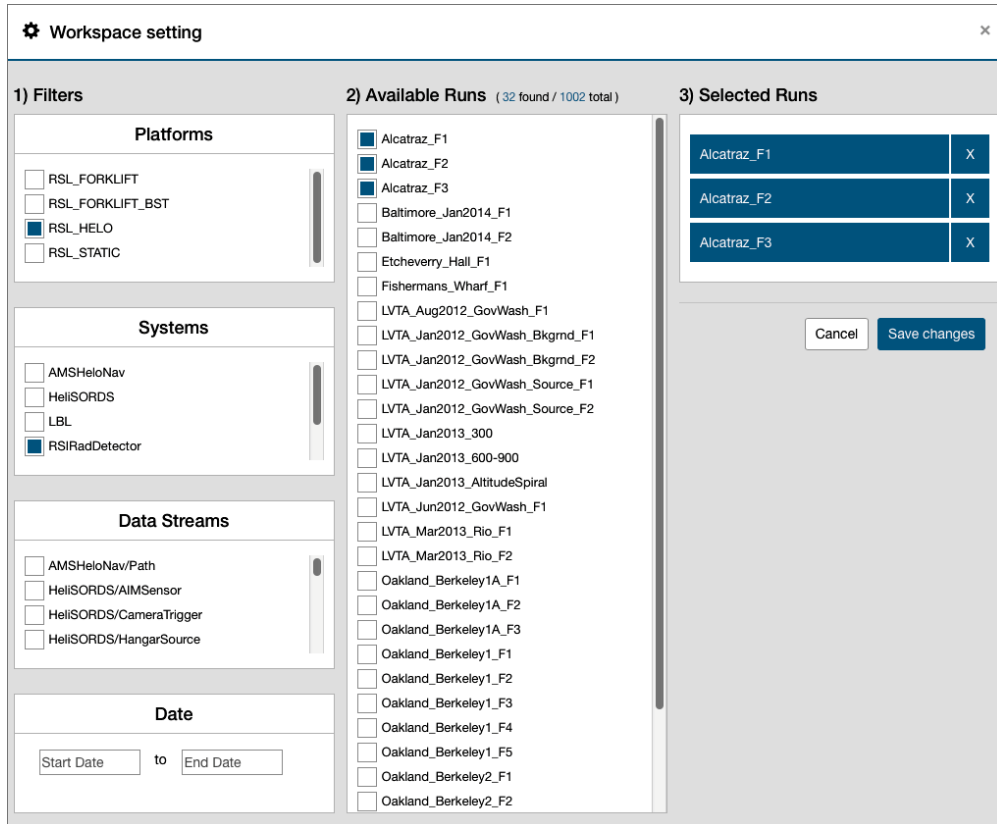 Workspace setting
×
1) Filters
Platforms
RSL_FORKLIFT
RSL_FORKLIFT_BST
RSL_HELO
RSL_STATIC
Systems
AMSHeloNav
HeliSORDS
LBL
RSIRadDetector
Data Streams
AMSHeloNav/Path
HeliSORDS/AIMSensor
HeliSORDS/CameraTrigger
HeliSORDS/HangarSource
Date
Start Date to End Date
2) Available Runs ( 32 found / 1002 total )
Alcatraz_F1
Alcatraz_F2
Alcatraz_F3
Baltimore_Jan2014_F1
Baltimore_Jan2014_F2
Etcheverry_Hall_F1
Fishermans_Wharf_F1
LVTA_Aug2012_GovWash_F1
LVTA_Jan2012_GovWash_Bkgrnd_F1
LVTA_Jan2012_GovWash_Bkgrnd_F2
LVTA_Jan2012_GovWash_Source_F1
LVTA_Jan2012_GovWash_Source_F2
LVTA_Jan2013_300
LVTA_Jan2013_600-900
LVTA_Jan2013_AltitudeSpiral
LVTA_Jun2012_GovWash_F1
LVTA_Mar2013_Rio_F1
LVTA_Mar2013_Rio_F2
Oakland_Berkeley1A_F1
Oakland_Berkeley1A_F2
Oakland_Berkeley1A_F3
Oakland_Berkeley1_F1
Oakland_Berkeley1_F2
Oakland_Berkeley1_F3
Oakland_Berkeley1_F4
Oakland_Berkeley1_F5
Oakland_Berkeley2_F1
Oakland_Berkeley2_F2
3) Selected Runs
Alcatraz_F1 X
Alcatraz_F2 X
Alcatraz_F3 X
Cancel Save changes